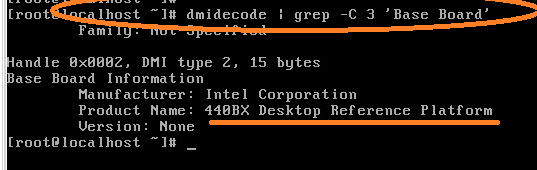 [root@localhost ~]# dmidecode | grep -C 3 'Base Board'
Family: Not Specified
Handle 0x0002, DMI type 2, 15 bytes
Base Board Information
Manufacturer: Intel Corporation
Product Name: 440BX Desktop Reference Platform
Version: None
[root@localhost ~]# _